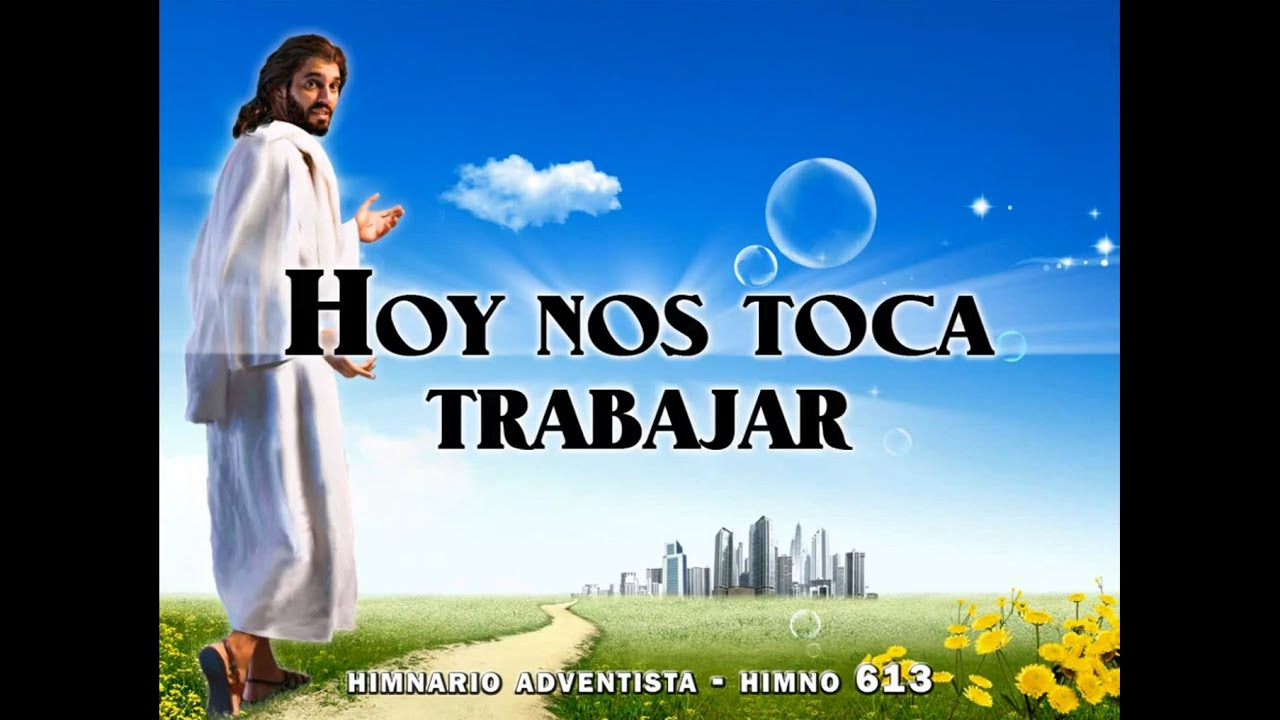 Hoy nos toca
trabajar
Himnario Adventista - Himno 613